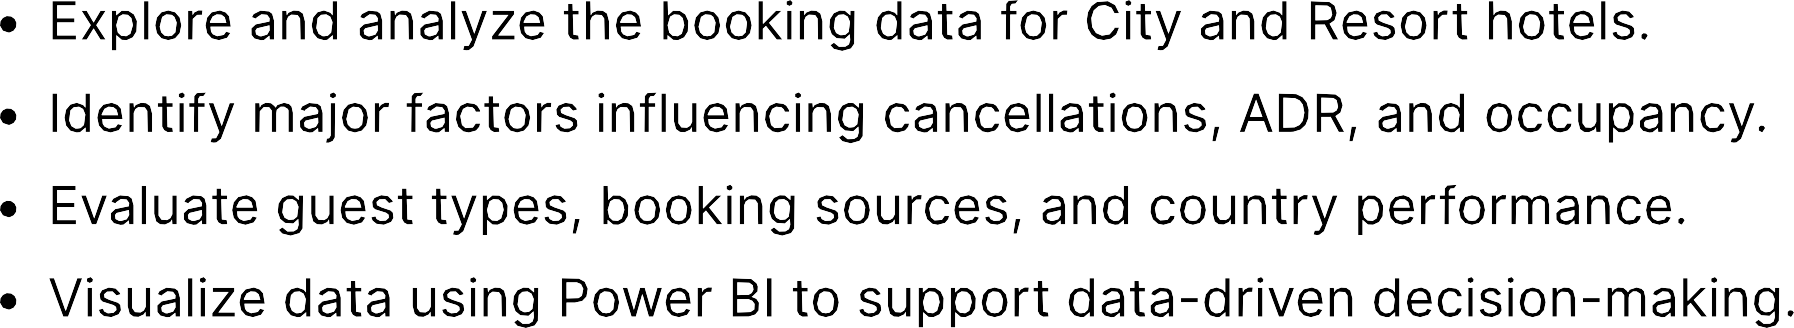 • Explore and analyze the booking data for City and Resort hotels.
• Identify major factors influencing cancellations, ADR, and occupancy.
• Evaluate guest types, booking sources, and country performance.
• Visualize data using Power BI to support data-driven decision-making.